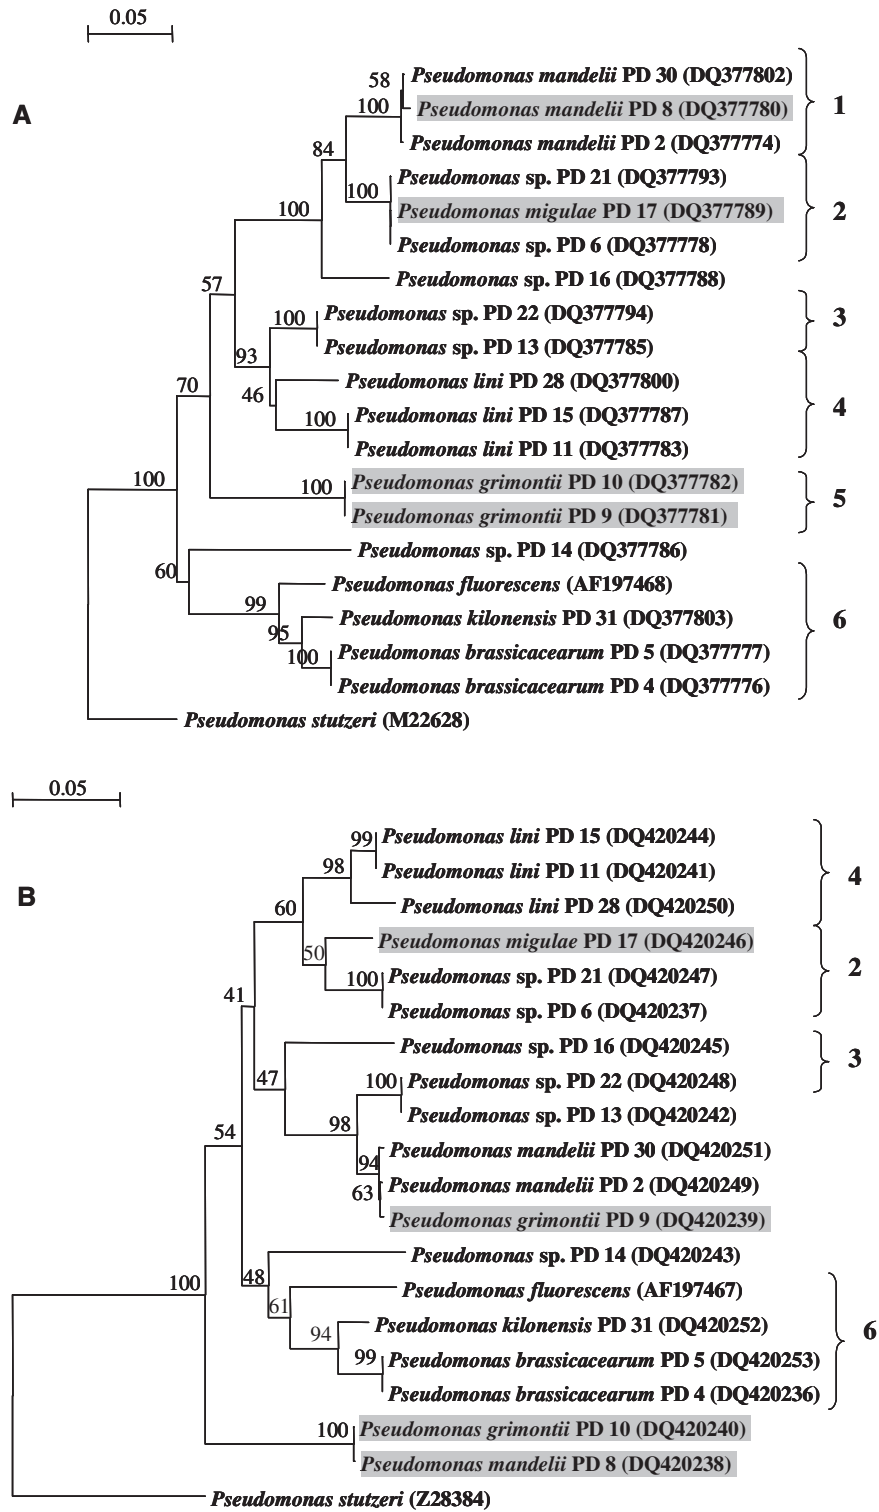 0.05
A
58
Pseudomonas mandelii PD 30 (DQ377802)
100
Pseudomonas mandelii PD 8 (DQ377780)
1
Pseudomonas mandelii PD 2 (DQ377774)
84
Pseudomonas sp. PD 21 (DQ377793)
100
Pseudomonas migulae PD 17 (DQ377789)
2
100
Pseudomonas sp. PD 6 (DQ377778)
Pseudomonas sp. PD 16 (DQ377788)
57
100
Pseudomonas sp. PD 22 (DQ377794)
3
Pseudomonas sp. PD 13 (DQ377785)
93
Pseudomonas lini PD 28 (DQ377800)
70
46
4
100
Pseudomonas lini PD 15 (DQ377787)
Pseudomonas lini PD 11 (DQ377783)
100
100
Pseudomonas grimontii PD 10 (DQ377782)
5
Pseudomonas grimontii PD 9 (DQ377781)
Pseudomonas sp. PD 14 (DQ377786)
60
Pseudomonas fluorescens (AF197468)
99
Pseudomonas kilonensis PD 31 (DQ377803)
6
95
Pseudomonas brassicacearum PD 5 (DQ377777)
100
Pseudomonas brassicacearum PD 4 (DQ377776)
Pseudomonas stutzeri (M22628)
0.05
B
99
Pseudomonas lini PD 15 (DQ420244)
98
Pseudomonas lini PD 11 (DQ420241)
4
Pseudomonas lini PD 28 (DQ420250)
60
Pseudomonas migulae PD 17 (DQ420246)
50
2
100
Pseudomonas sp. PD 21 (DQ420247)
41
Pseudomonas sp. PD 6 (DQ420237)
Pseudomonas sp. PD 16 (DQ420245)
3
47
100
Pseudomonas sp. PD 22 (DQ420248)
Pseudomonas sp. PD 13 (DQ420242)
98
54
Pseudomonas mandelii PD 30 (DQ420251)
94
Pseudomonas mandelii PD 2 (DQ420249)
63
Pseudomonas grimontii PD 9 (DQ420239)
Pseudomonas sp. PD 14 (DQ420243)
100
48
Pseudomonas fluorescens (AF197467)
61
Pseudomonas kilonensis PD 31 (DQ420252)
6
94
99
Pseudomonas brassicacearum PD 5 (DQ420253)
Pseudomonas brassicacearum PD 4 (DQ420236)
100
Pseudomonas grimontii PD 10 (DQ420240)
Pseudomonas mandelii PD 8 (DQ420238)
Pseudomonas stutzeri (Z28384)